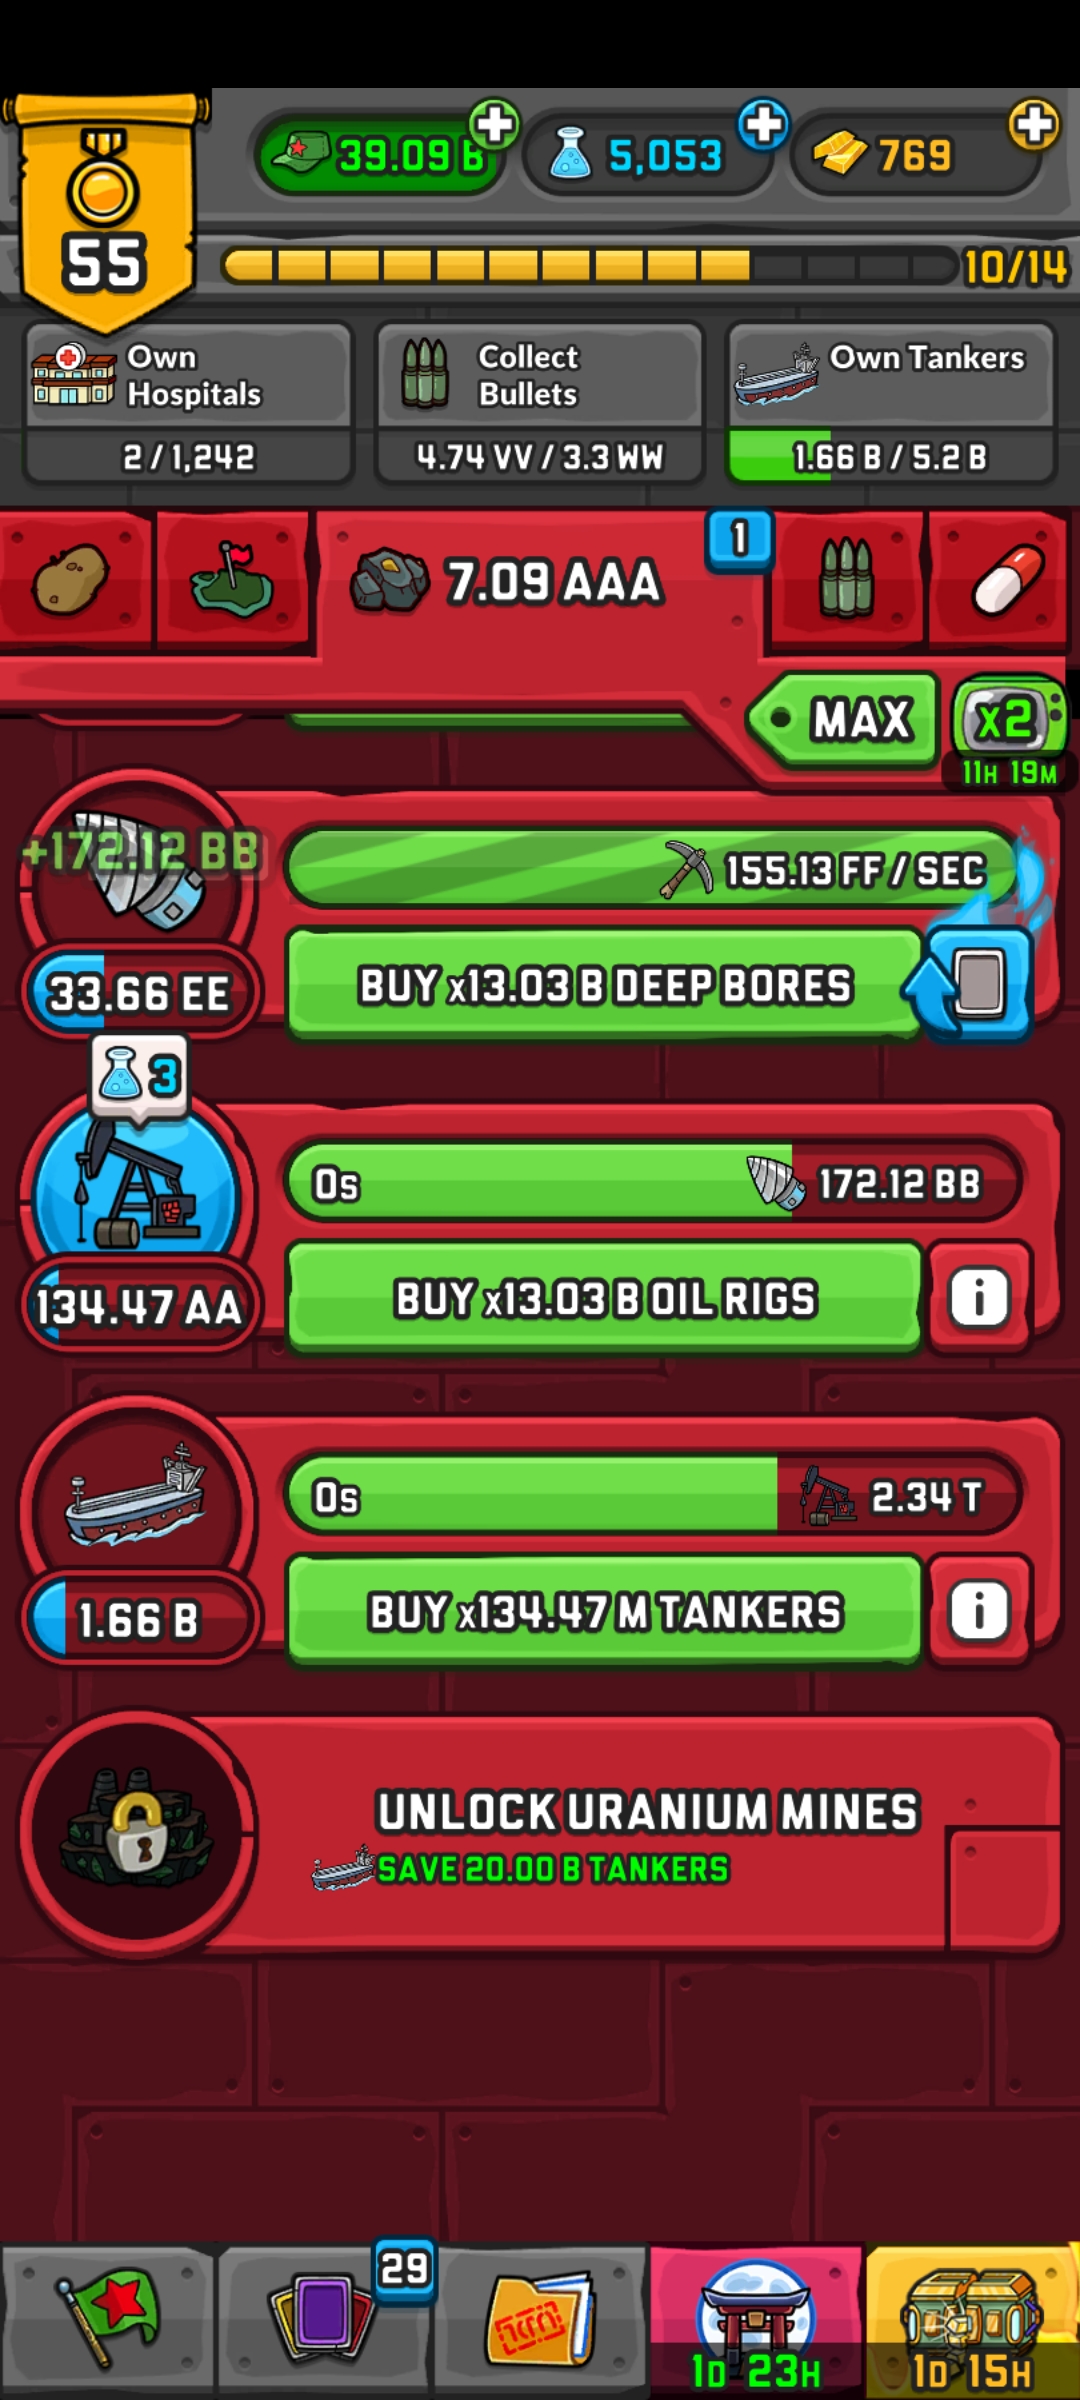 39.09 B
5,053
769
55
10/14
Own
Hospitals
2 / 1,242
Collect
Bullets
4.74 VV / 3.3 WW
Own Tankers
1.66 B / 5.2 B
7.09 AAA
1
MAX
x2
11H 19M
+172.12 BB
155.13 FF / SEC
33.66 EE
BUY x13.03 B DEEP BORES
3
0s
172.12 BB
134.47 AA
BUY x13.03 B OIL RIGS
i
0s
2.34 T
1.66 B
BUY x134.47 M TANKERS
i
UNLOCK URANIUM MINES
SAVE 20.00 B TANKERS
29
1D 23H
1D 15H